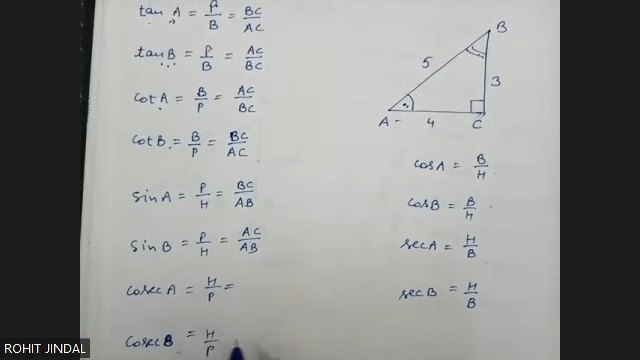 tan A = P/B = BC/AC
tan B = P/B = AC/BC
cot A = B/P = AC/BC
cot B = B/P = BC/AC
sin A = P/H = BC/AB
sin B = P/H = AC/AB
cosec A = H/P =
cosec B = H/P
B
5
3
A
4
C
cos A = B/H
cos B = B/H
sec A = H/B
sec B = H/B
ROHIT JINDAL